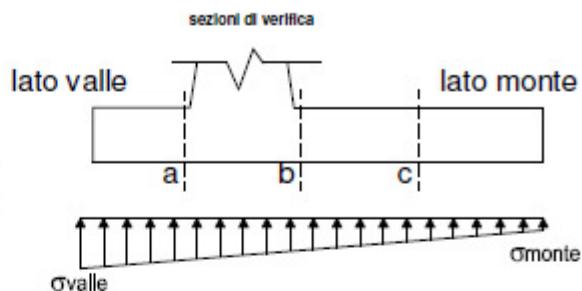 sezioni di verifica
lato valle
lato monte
a
b
c
σvalle
σmonte